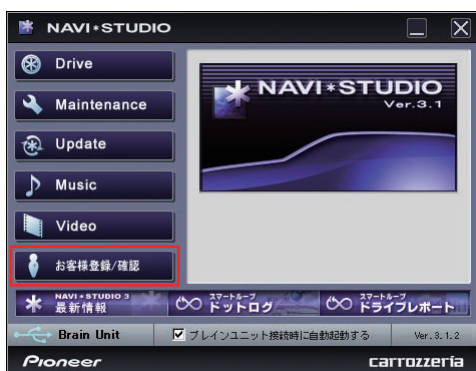 NAVI*STUDIO
Drive
Maintenance
Update
Music
Video
お客様登録/確認
NAVI*STUDIO
Ver.3.1
NAVI*STUDIO 3
最新情報
スマートループ
ドットログ
スマートループ
ドライブレポート
Brain Unit
ブレインユニット接続時に自動起動する
Ver.3.1.2
Pioneer
carrozzeria